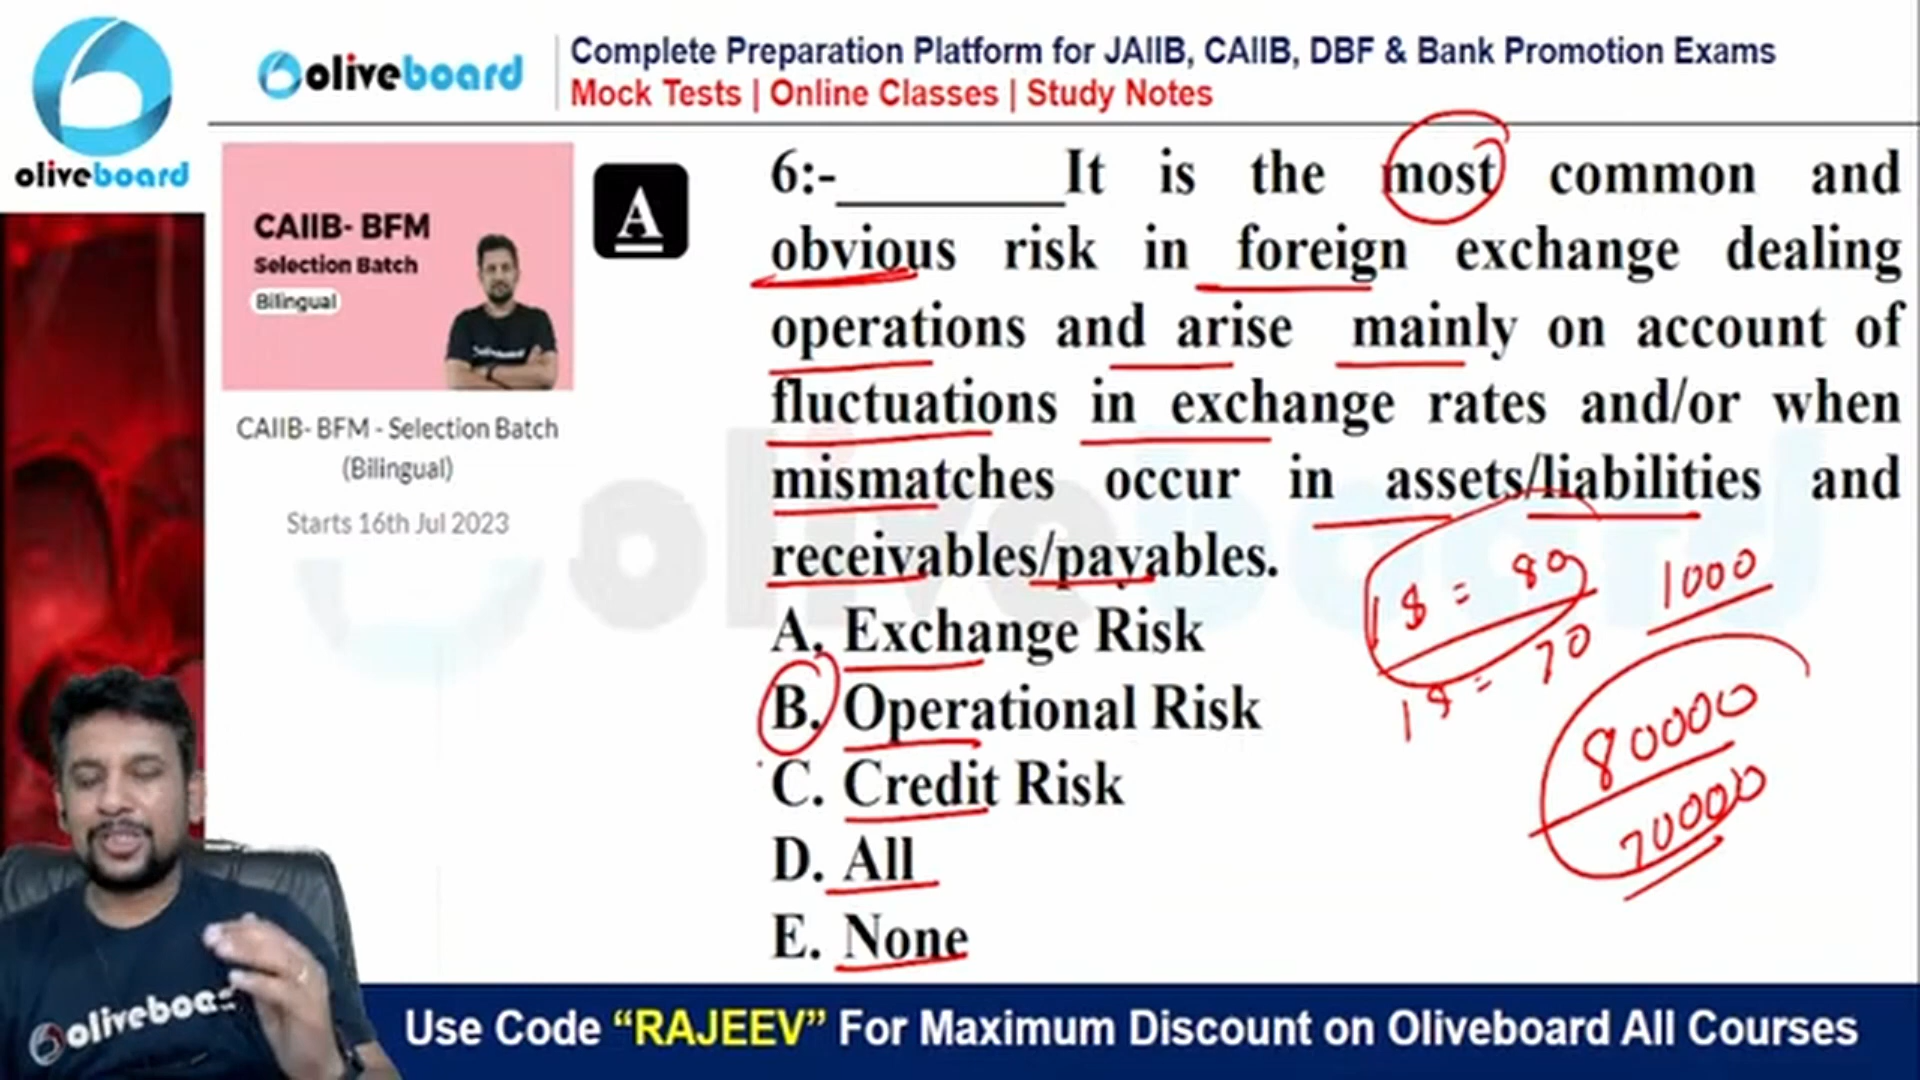 oliveboard
oliveboard
Complete Preparation Platform for JAIIB, CAIIB, DBF & Bank Promotion Exams
Mock Tests | Online Classes | Study Notes
CAIIB- BFM
Selection Batch
Bilingual
CAIIB- BFM - Selection Batch
(Bilingual)
Starts 16th Jul 2023
A
6:-________It is the most common and
obvious risk in foreign exchange dealing
operations and arise mainly on account of
fluctuations in exchange rates and/or when
mismatches occur in assets/liabilities and
receivables/payables.
A. Exchange Risk
B. Operational Risk
C. Credit Risk
D. All
E. None
1$ = 80
1$ = 70
1000
80000
70000
oliveboard
Use Code “RAJEEV” For Maximum Discount on Oliveboard All Courses